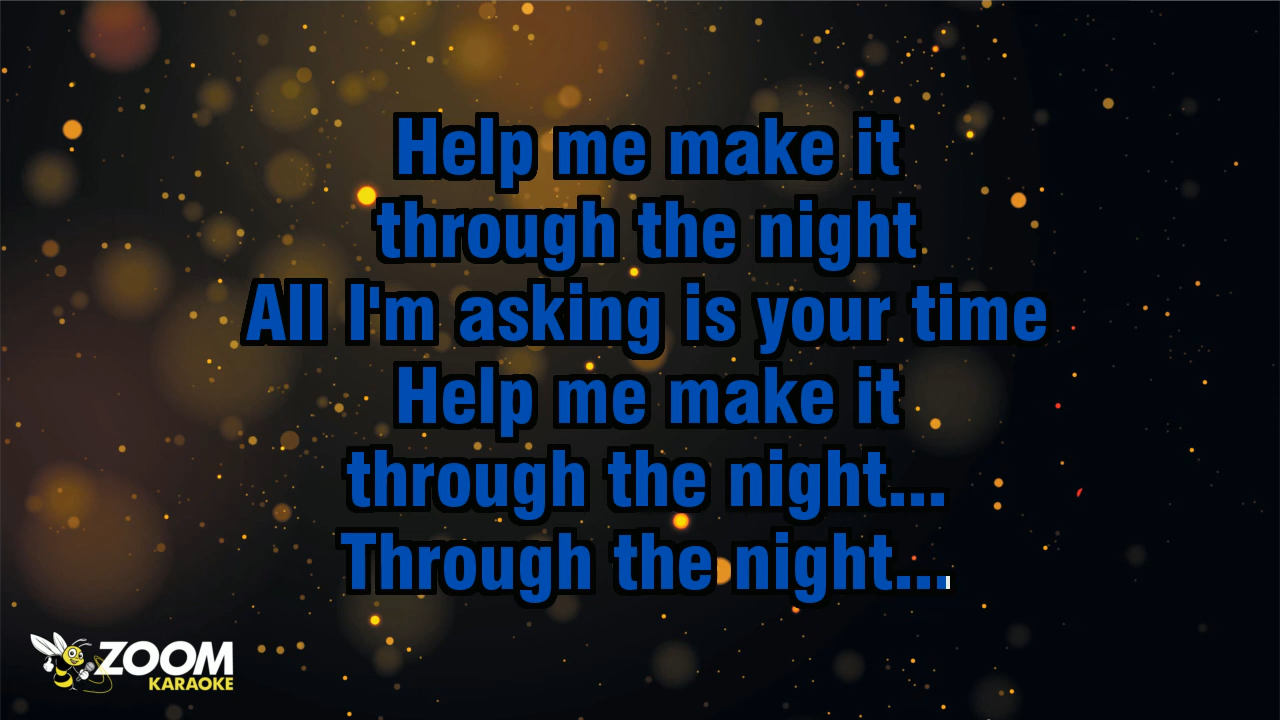 Help me make it
through the night
All I'm asking is your time
Help me make it
through the night...
Through the night...
ZOOM
KARAOKE